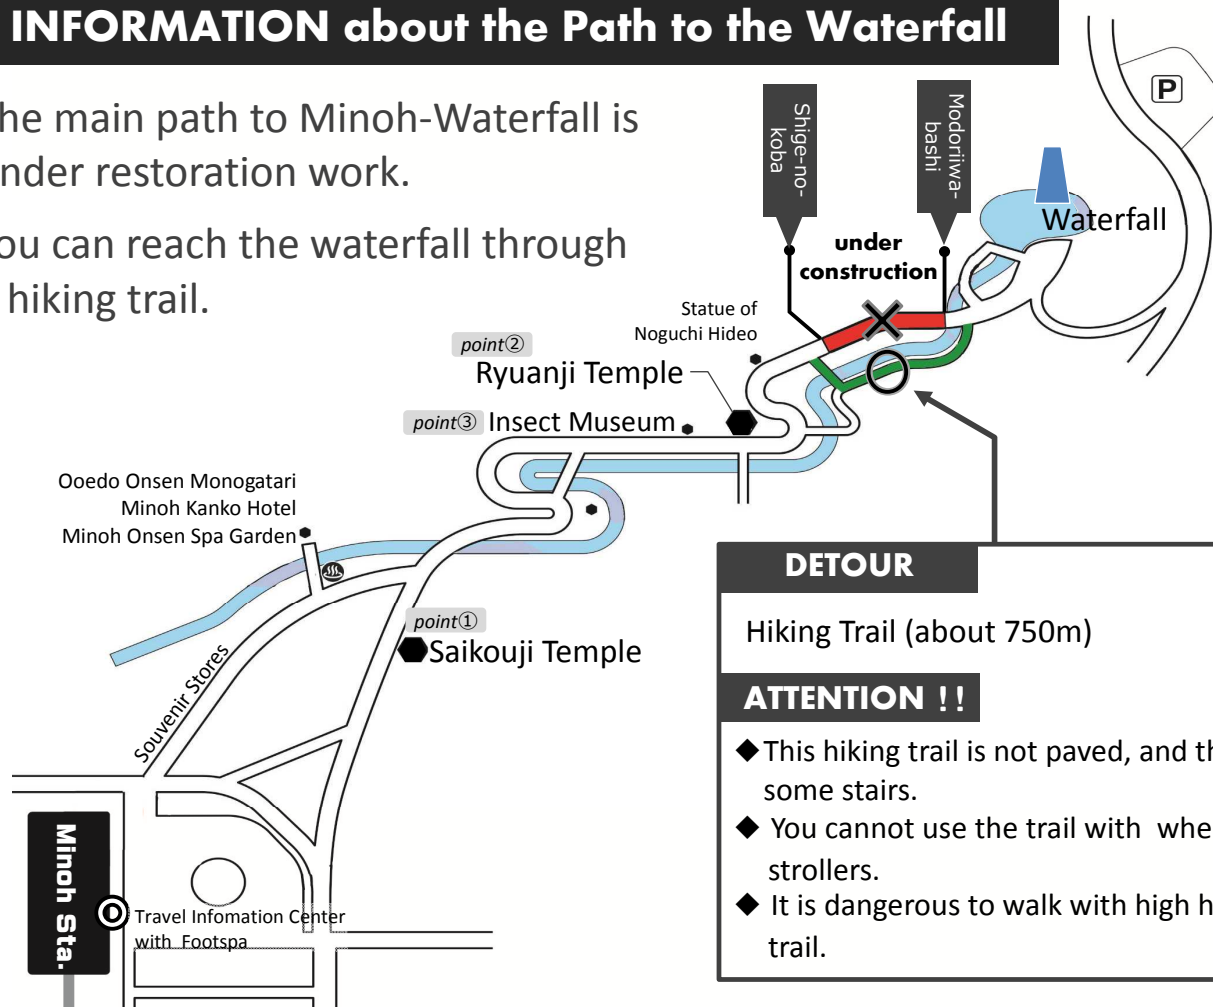 INFORMATION about the Path to the Waterfall
he main path to Minoh-Waterfall is
nder restoration work.
ou can reach the waterfall through
hiking trail.
P
Shige-no-
koba
Modoriiwa-
bashi
Waterfall
under
construction
Statue of
Noguchi Hideo
point②
Ryuanji Temple
point③ Insect Museum
Ooedo Onsen Monogatari
Minoh Kanko Hotel
Minoh Onsen Spa Garden
point①
Saikouji Temple
Souvenir Stores
Minoh Sta.
Travel Infomation Center
with Footspa
DETOUR
Hiking Trail (about 750m)
ATTENTION !!
◆This hiking trail is not paved, and th
some stairs.
◆ You cannot use the trail with whe
strollers.
◆ It is dangerous to walk with high h
trail.